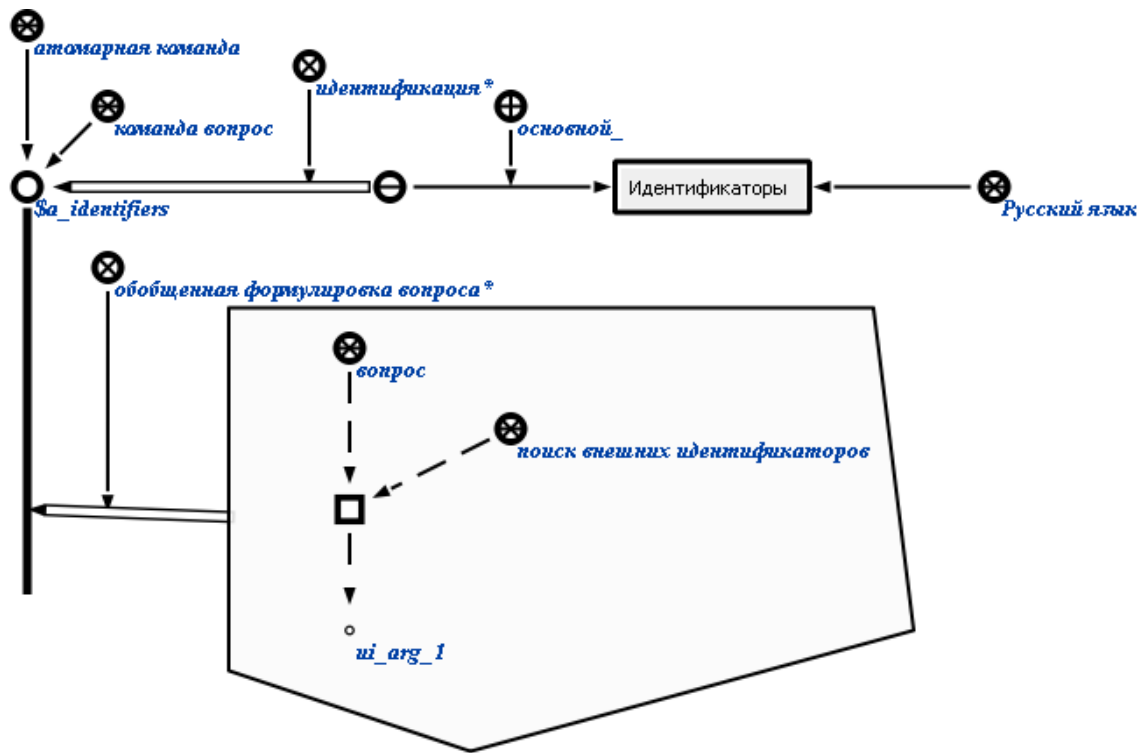 атомарная команда
идентификация*
команда вопрос
основной_
Идентификаторы
$a_identifiers
Русский язык
обобщенная формулировка вопроса*
вопрос
поиск внешних идентификаторов
ui_arg_1